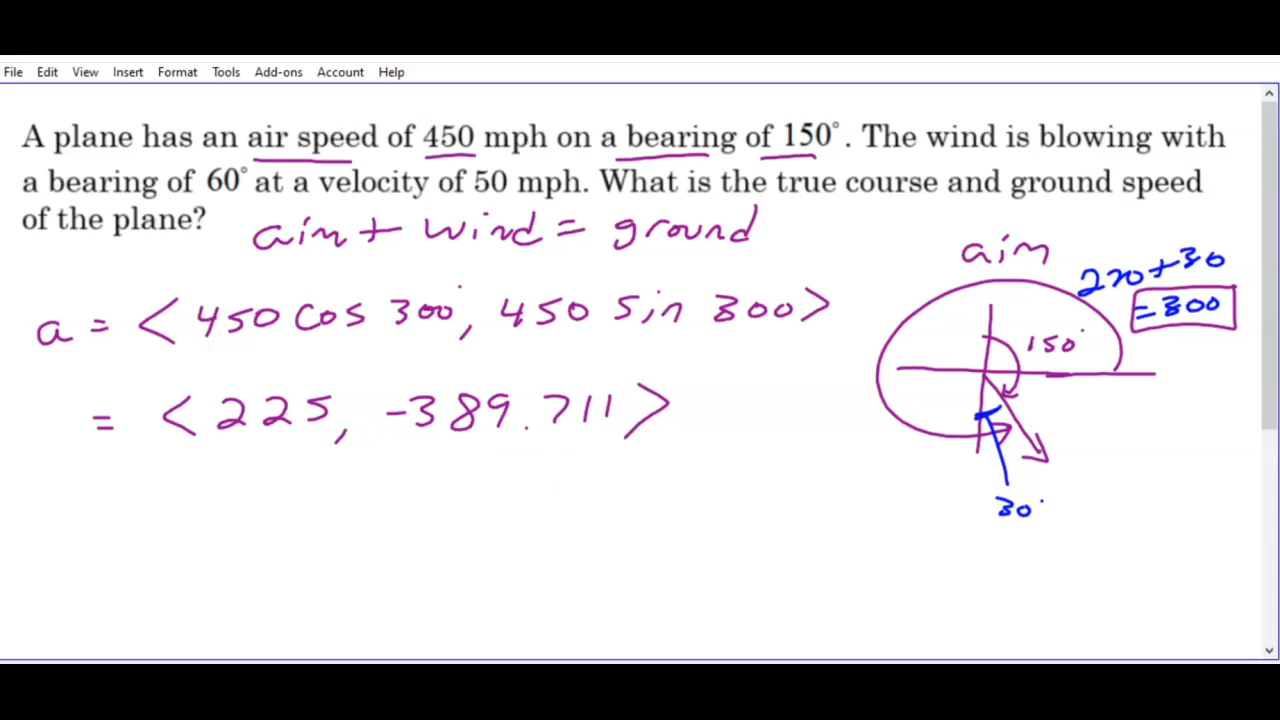 File Edit View Insert Format Tools Add-ons Account Help
A plane has an air speed of 450 mph on a bearing of 150°. The wind is blowing with
a bearing of 60° at a velocity of 50 mph. What is the true course and ground speed
of the plane?
aim + wind = ground
aim
270+30
= 300
a = < 450 cos 300°, 450 sin 300 >
150°
= < 225, -389.711 >
30°